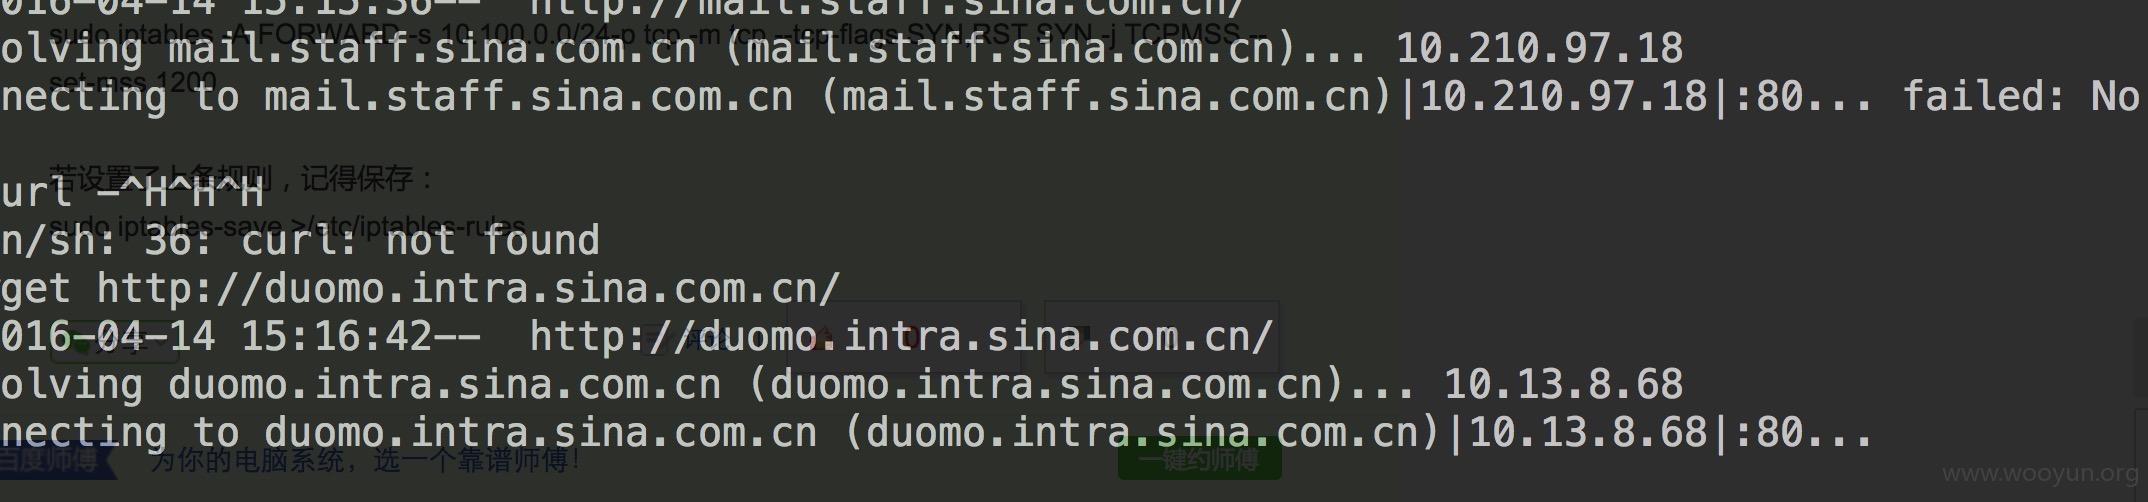 016-04-14 15:15:36--  http://mail.staff.sina.com.cn/
sudo iptables -A FORWARD -s 10.100.0.0/24-p tcp -m tcp --tcp-flags SYN,RST SYN -j TCPMSS --
olving mail.staff.sina.com.cn (mail.staff.sina.com.cn)... 10.210.97.18
set-mss 1200
necting to mail.staff.sina.com.cn (mail.staff.sina.com.cn)|10.210.97.18|:80... failed: No
若设置了上条规则，记得保存：
url -^H^H^H
sudo iptables-save >/etc/iptables-rules
n/sh: 36: curl: not found
get http://duomo.intra.sina.com.cn/
016-04-14 15:16:42--  http://duomo.intra.sina.com.cn/
分享
评论
0
olving duomo.intra.sina.com.cn (duomo.intra.sina.com.cn)... 10.13.8.68
necting to duomo.intra.sina.com.cn (duomo.intra.sina.com.cn)|10.13.8.68|:80...
百度师傅
为你的电脑系统，选一个靠谱师傅！
一键约师傅
www.wooyun.org